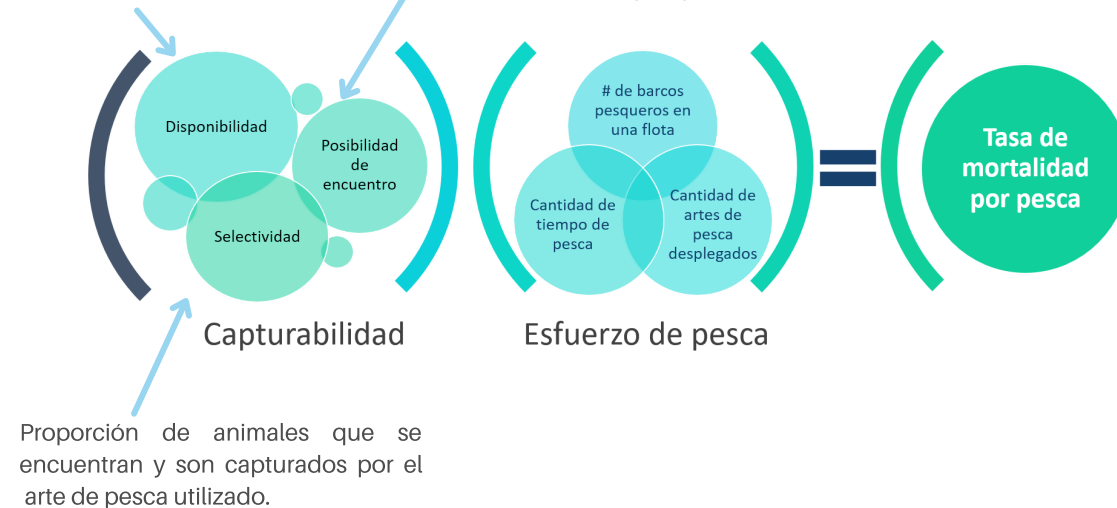 Disponibilidad
Posibilidad
de
encuentro
Selectividad
Capturabilidad
# de barcos
pesqueros en
una flota
Cantidad de
tiempo de
pesca
Cantidad de
artes de
pesca
desplegados
Esfuerzo de pesca
Tasa de
mortalidad
por pesca
Proporción de animales que se
encuentran y son capturados por el
arte de pesca utilizado.